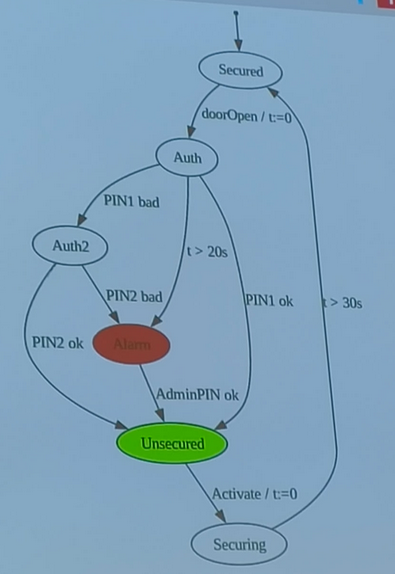 Secured
doorOpen / t:=0
Auth
PIN1 bad
Auth2
t > 20s
PIN2 bad
PIN1 ok
t > 30s
PIN2 ok
Alarm
AdminPIN ok
Unsecured
Activate / t:=0
Securing